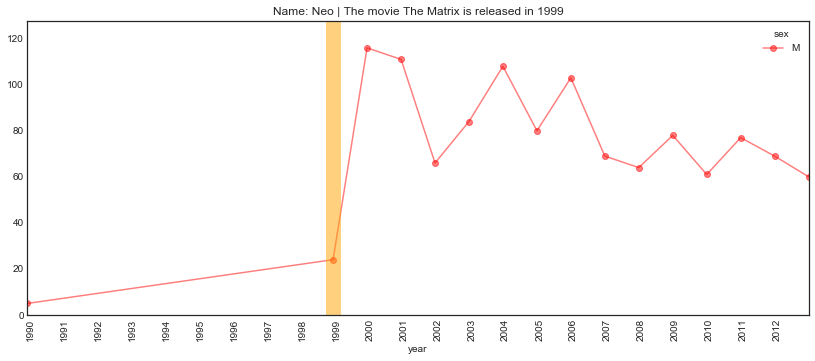 Name: Neo | The movie The Matrix is released in 1999
sex
M
120
100
80
60
40
20
0
1990 1991 1992 1993 1994 1995 1996 1997 1998 1999 2000 2001 2002 2003 2004 2005 2006 2007 2008 2009 2010 2011 2012
year